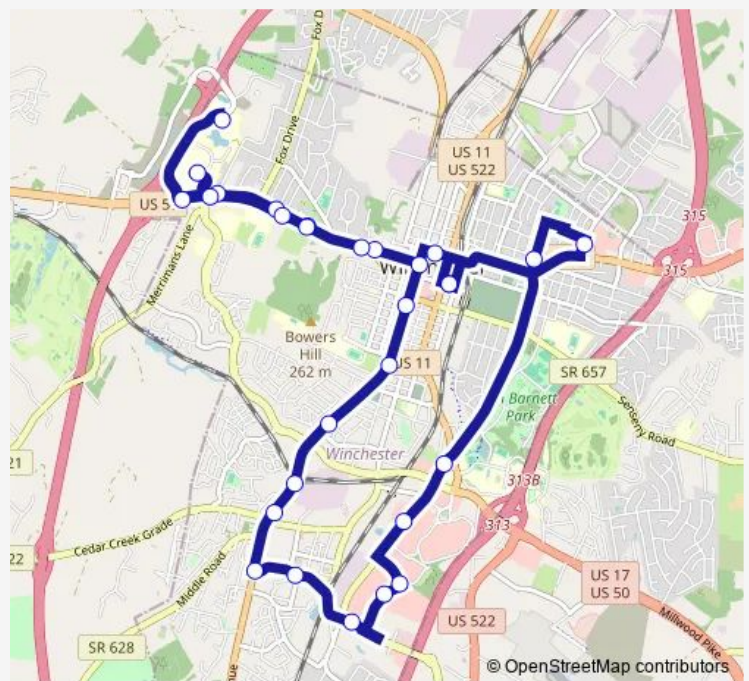 Fox D
Fox Drive
US 11
US 522
US 5
315
Merrimans Lane
315
Bowers
Hill
262 m
US 11
SR 657
Barnett
Park
Senseny Road
Winchester
21
313B
313
Cedar Creek Grade
22
Middle Road
US 17
US 50
US 522
Millwood Pike
SR 628
© OpenStreetMap contributors